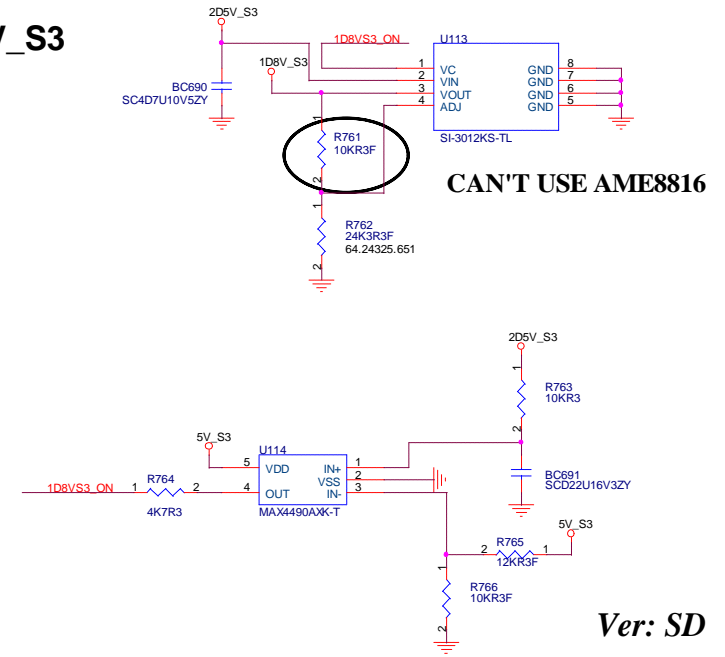 V_S3
2D5V_S3
1D8VS3_ON
U113
1D8V_S3
1 VC GND 8
2 VIN GND 7
3 VOUT GND 6
4 ADJ GND 5
BC690
SC4D7U10V5ZY
SI-3012KS-TL
1
R761
10KR3F
2
CAN'T USE AME8816
1
R762
24K3R3F
64.24325.651
2
2D5V_S3
1
R763
10KR3
2
5V_S3
U114
5 VDD IN+ 1
VSS 2
4 OUT IN- 3
MAX4490AXK-T
BC691
SCD22U16V3ZY
1D8VS3_ON 1 R764 2
4K7R3
5V_S3
2 R765 1
12KR3F
1
R766
10KR3F
2
Ver: SD